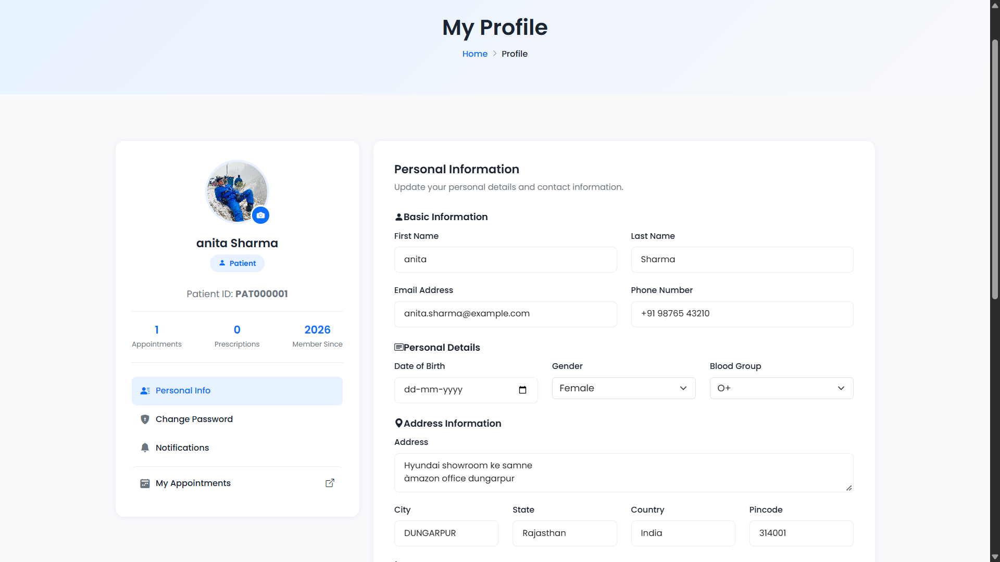 My Profile
Home > Profile
anita Sharma
Patient
Patient ID: PAT000001
1
Appointments
0
Prescriptions
2026
Member Since
Personal Info
Change Password
Notifications
My Appointments
Personal Information
Update your personal details and contact information.
Basic Information
First Name
Last Name
anita
Sharma
Email Address
Phone Number
anita.sharma@example.com
+91 98765 43210
Personal Details
Date of Birth
Gender
Blood Group
dd-mm-yyyy
Female
O+
Address Information
Address
Hyundai showroom ke samne
àmazon office dungarpur
City
State
Country
Pincode
DUNGARPUR
Rajasthan
India
314001